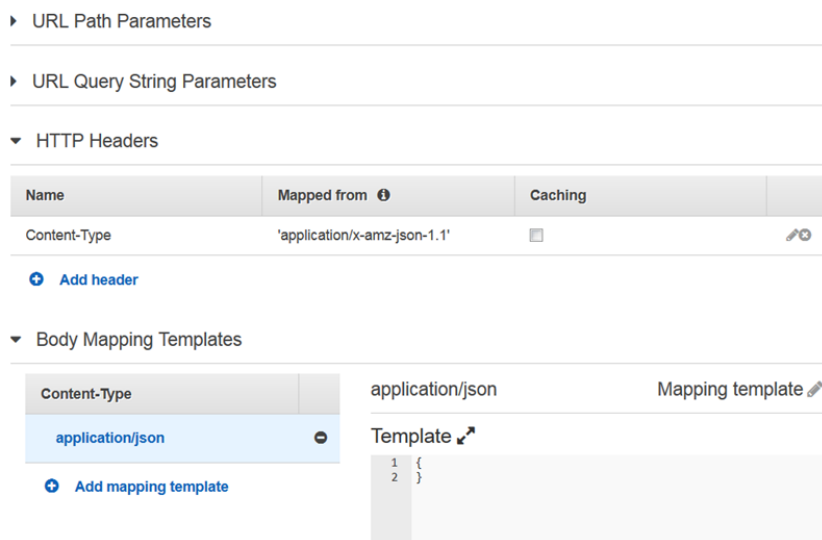 URL Path Parameters
URL Query String Parameters
HTTP Headers
Name Mapped from Caching
Content-Type 'application/x-amz-json-1.1'
Add header
Body Mapping Templates
Content-Type
application/json Mapping template
application/json
Template
Add mapping template
1 {
2 }